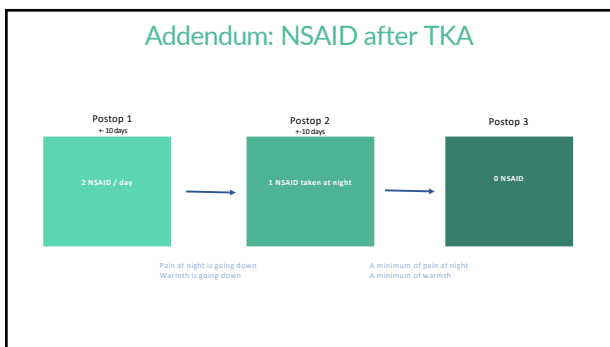 Addendum: NSAID after TKA
Postop 1
+- 10 days
2 NSAID / day
Postop 2
+-10 days
1 NSAID taken at night
Postop 3
0 NSAID
Pain at night is going down
Warmth is going down
A minimum of pain at night
A minimum of warmth